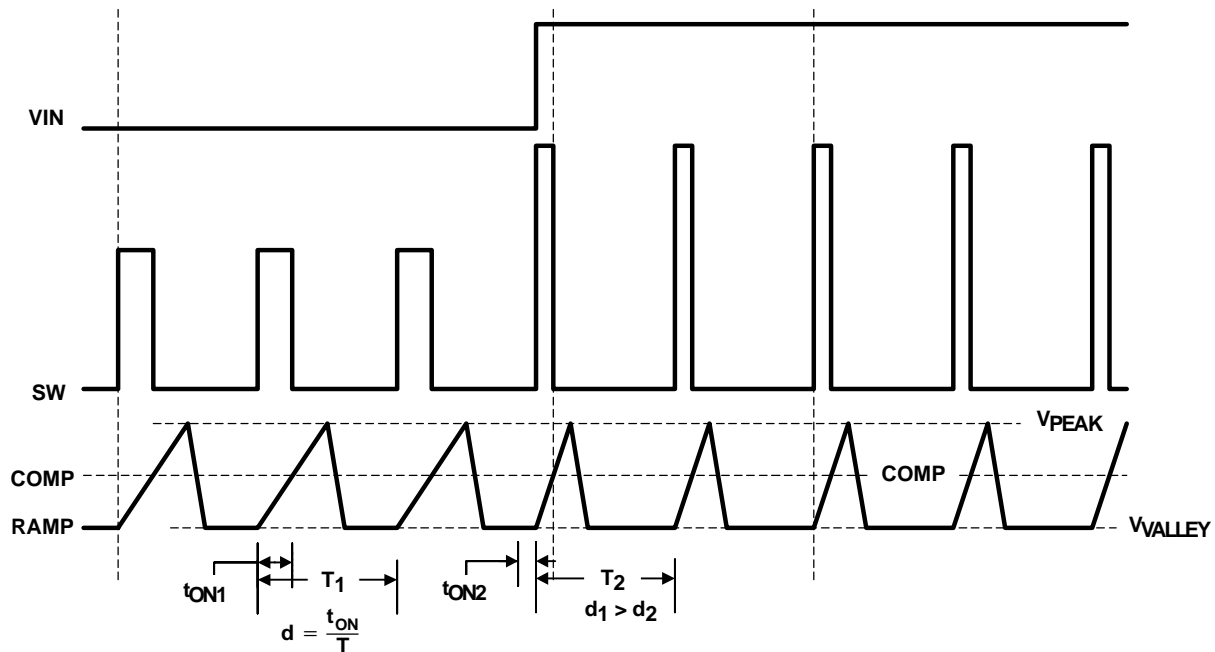 VIN
SW
VPEAK
COMP
COMP
RAMP
VVALLEY
tON1
T1
tON2
T2
d1 > d2
d = tON
T